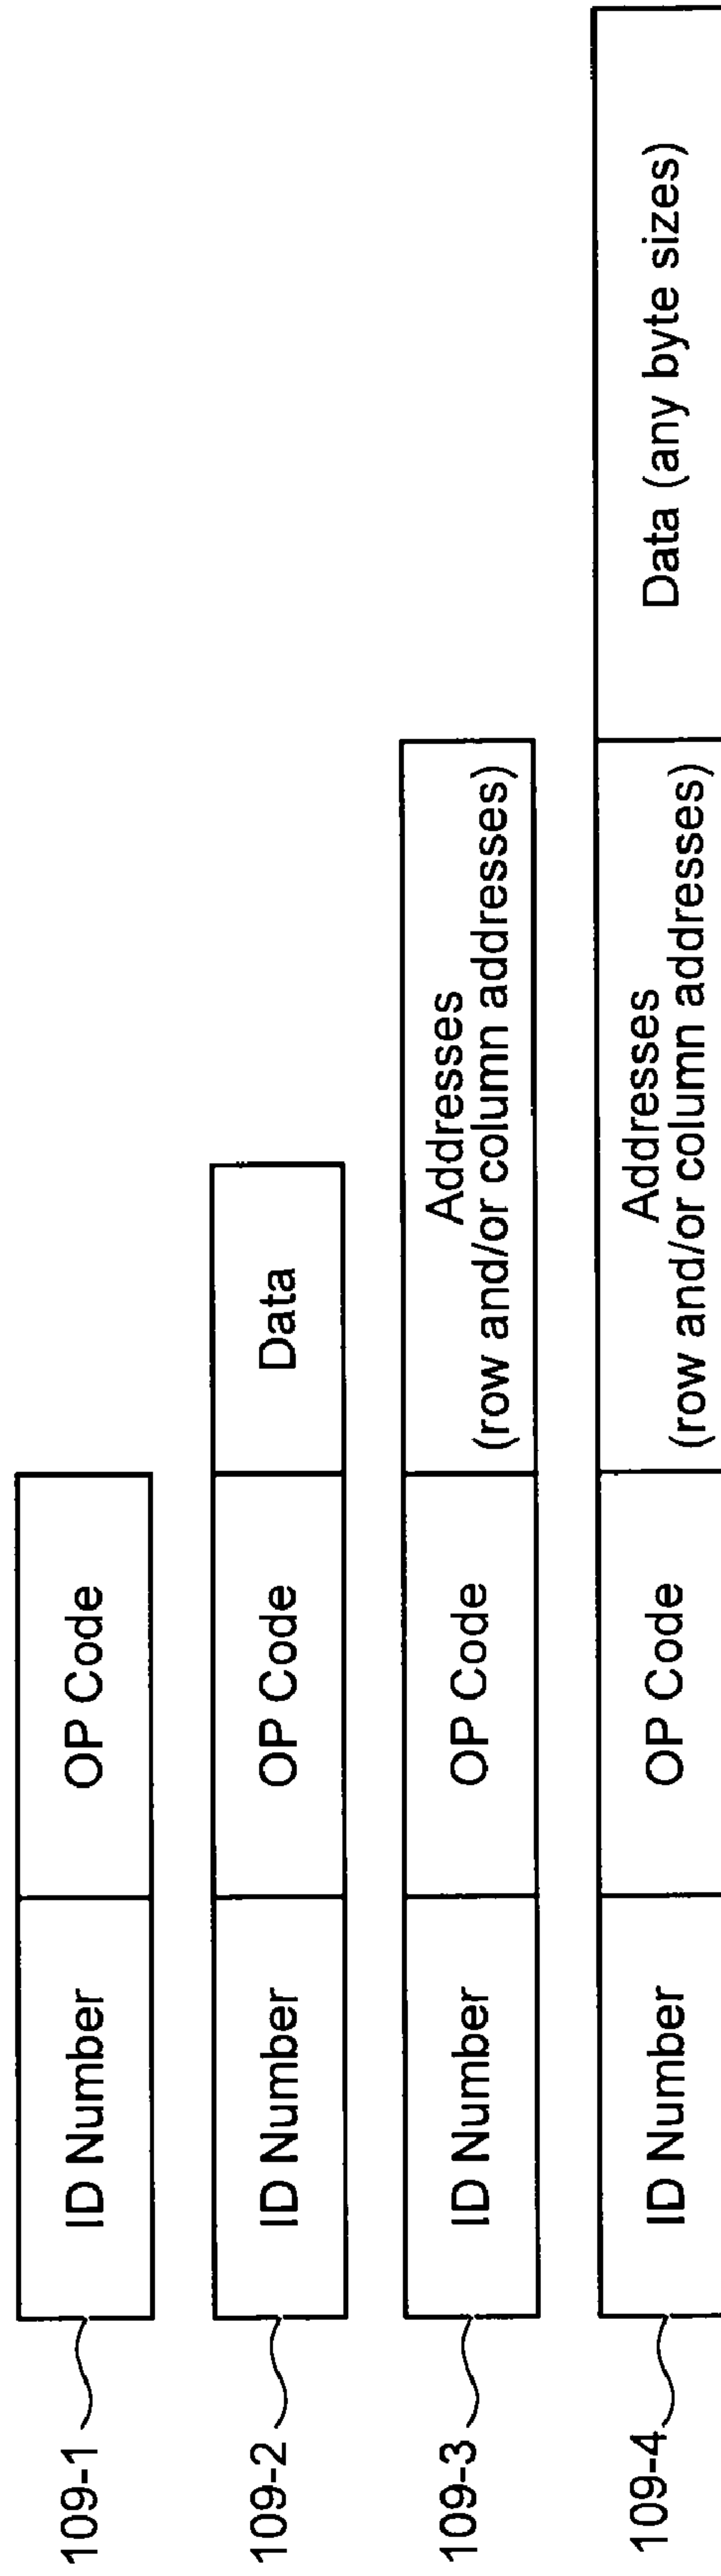 109-1
ID Number
OP Code
109-2
ID Number
OP Code
Data
109-3
ID Number
OP Code
Addresses
(row and/or column addresses)
109-4
ID Number
OP Code
Addresses
(row and/or column addresses)
Data (any byte sizes)